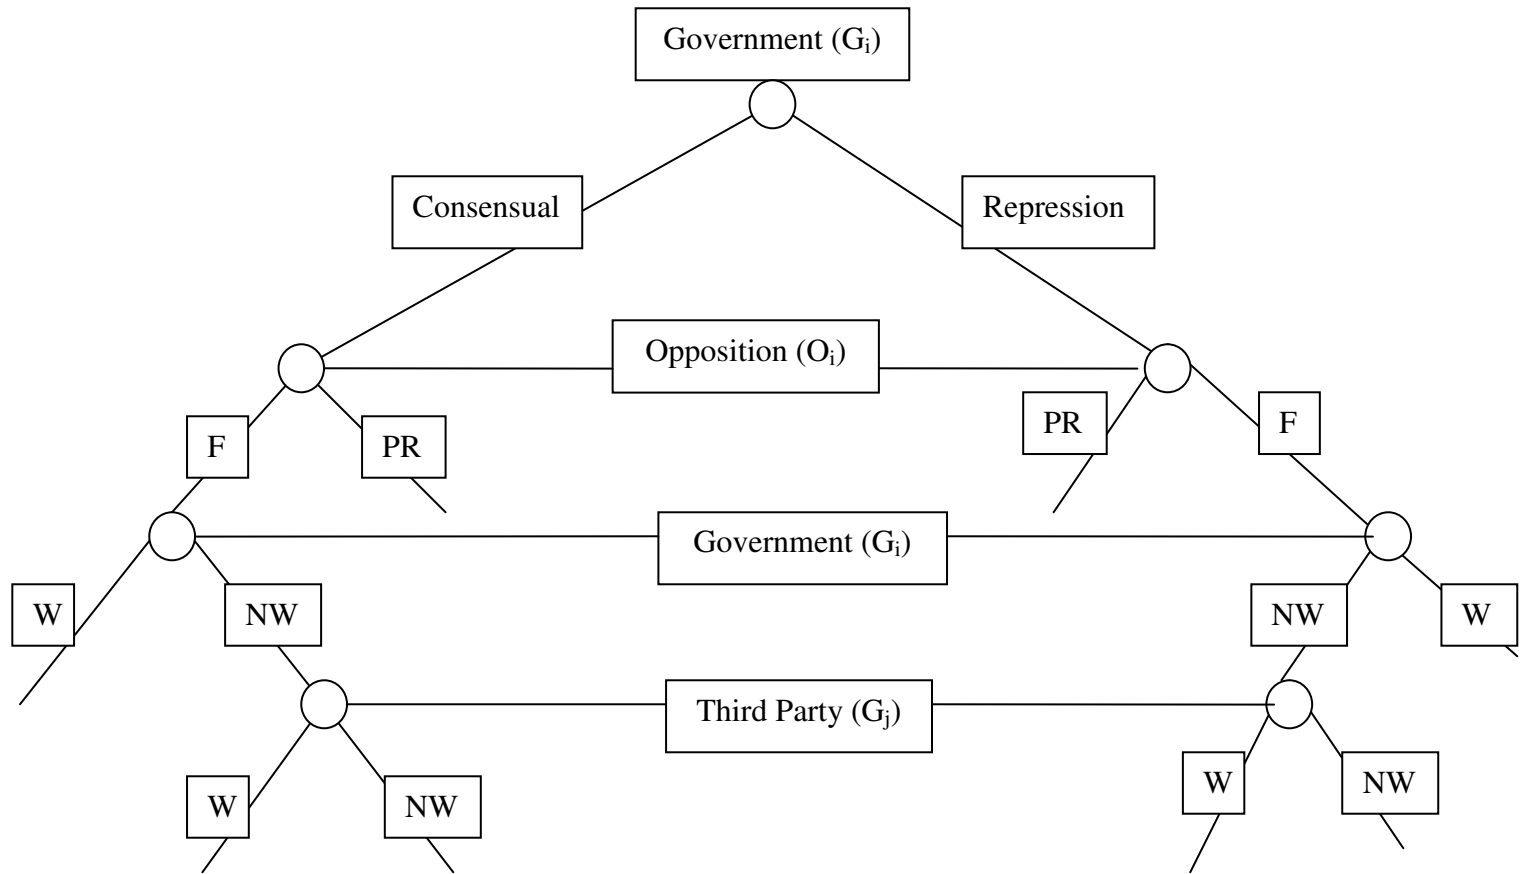 Government (Gi)
Consensual
Repression
Opposition (Oi)
F
PR
PR
F
Government (Gi)
W
NW
NW
W
Third Party (Gj)
W
NW
W
NW